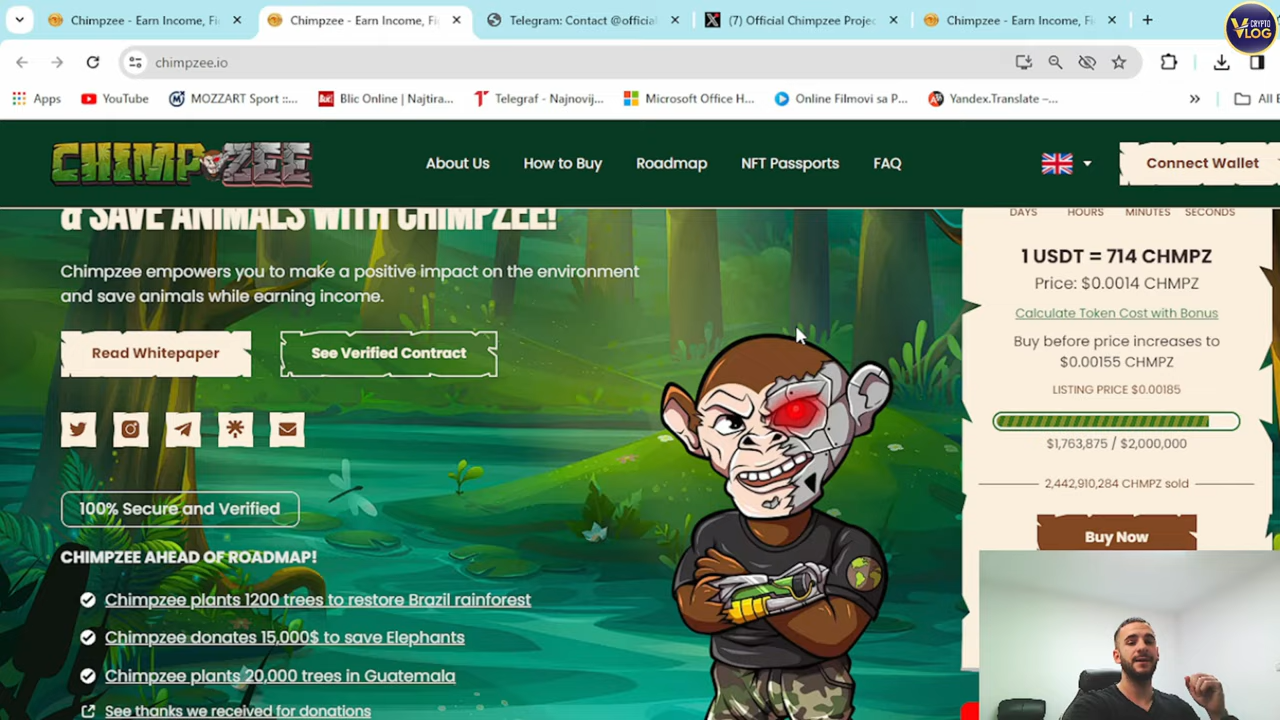 Chimpzee - Earn Income, Fi
Chimpzee - Earn Income, Fi
Telegram: Contact @official
(7) Official Chimpzee Projec
Chimpzee - Earn Income, Fi
CRYPTO
VLOG
chimpzee.io
Apps
YouTube
MOZZART Sport ::...
Blic Online | Najtira...
Telegraf - Najnovij...
Microsoft Office H...
Online Filmovi sa P...
Yandex.Translate –...
All
CHIMPZEE
About Us
How to Buy
Roadmap
NFT Passports
FAQ
Connect Wallet
& SAVE ANIMALS WITH CHIMPZEE!
Chimpzee empowers you to make a positive impact on the environment
and save animals while earning income.
Read Whitepaper
See Verified Contract
100% Secure and Verified
CHIMPZEE AHEAD OF ROADMAP!
Chimpzee plants 1200 trees to restore Brazil rainforest
Chimpzee donates 15,000$ to save Elephants
Chimpzee plants 20,000 trees in Guatemala
See thanks we received for donations
DAYS HOURS MINUTES SECONDS
1 USDT = 714 CHMPZ
Price: $0.0014 CHMPZ
Calculate Token Cost with Bonus
Buy before price increases to
$0.00155 CHMPZ
LISTING PRICE $0.00185
$1,763,875 / $2,000,000
2,442,910,284 CHMPZ sold
Buy Now